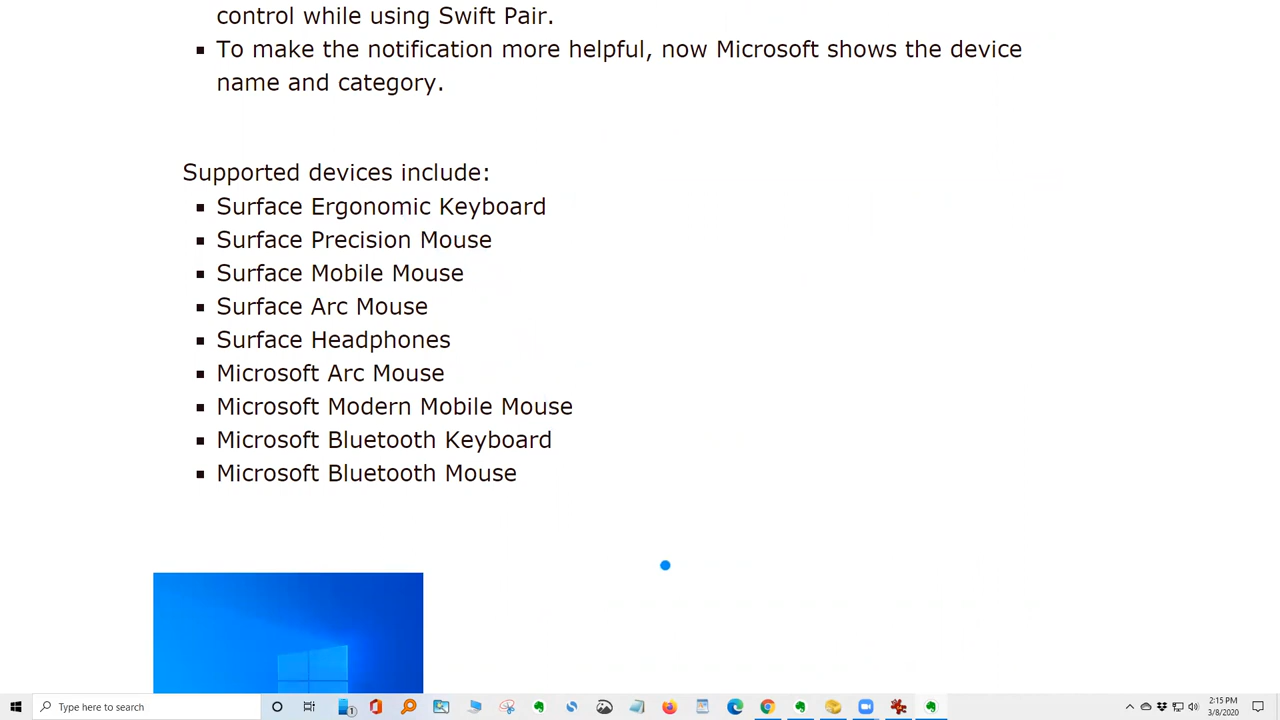 control while using Swift Pair.
▪ To make the notification more helpful, now Microsoft shows the device
name and category.
Supported devices include:
▪ Surface Ergonomic Keyboard
▪ Surface Precision Mouse
▪ Surface Mobile Mouse
▪ Surface Arc Mouse
▪ Surface Headphones
▪ Microsoft Arc Mouse
▪ Microsoft Modern Mobile Mouse
▪ Microsoft Bluetooth Keyboard
▪ Microsoft Bluetooth Mouse
Type here to search
1
2:15 PM
3/8/2020